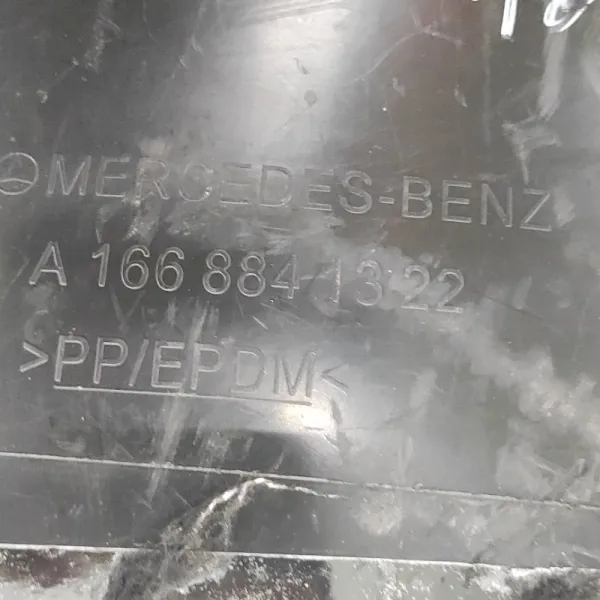 MERCEDES-BENZ
A 166 884 13 22
>PP/EPDM<